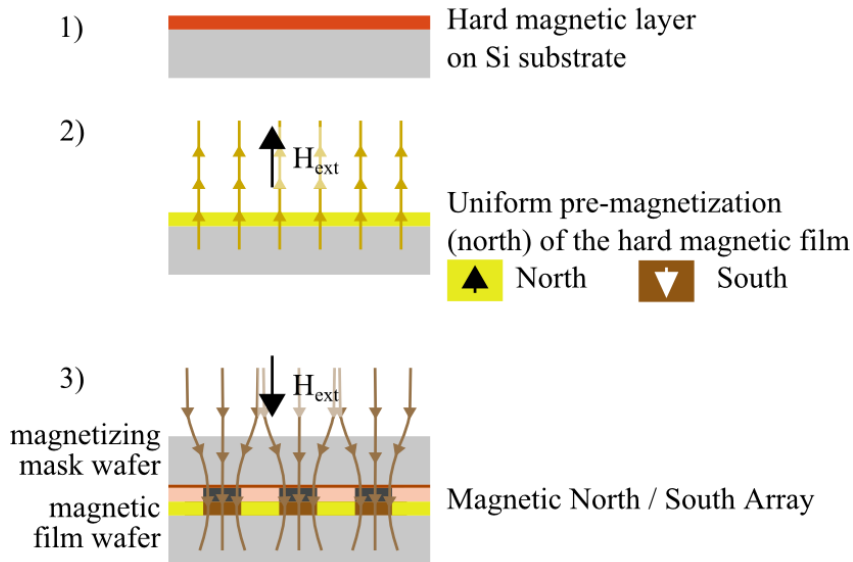 1)
Hard magnetic layer
on Si substrate
2)
Hext
Uniform pre-magnetization
(north) of the hard magnetic film
North
South
3)
Hext
magnetizing
mask wafer
magnetic
film wafer
Magnetic North / South Array